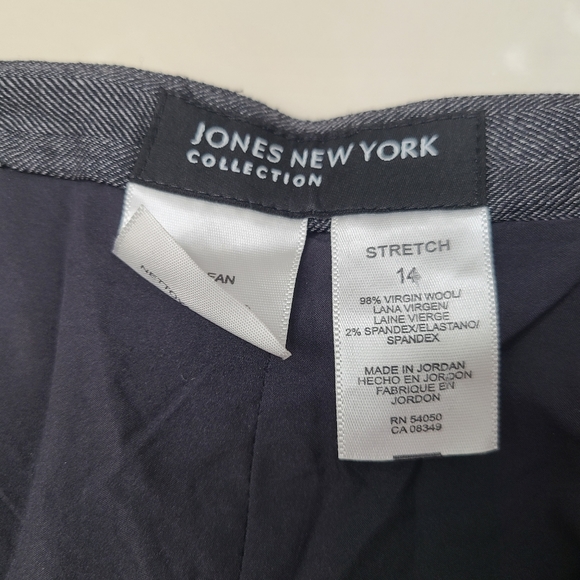 JONES NEW YORK
COLLECTION
STRETCH
14
98% VIRGIN WOOL/
LANA VIRGEN/
LAINE VIERGE
2% SPANDEX/ELASTANO/
SPANDEX
MADE IN JORDAN
HECHO EN JORDON
FABRIQUE EN
JORDON
RN 54050
CA 08349